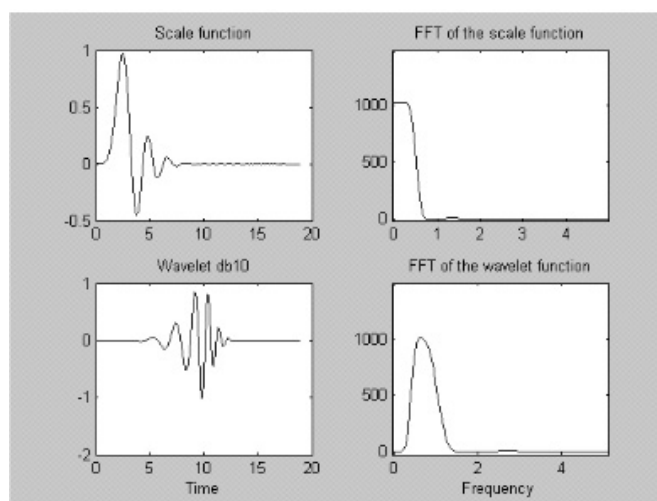 Scale function
1
0.5
0
-0.5
0 5 10 15 20
FFT of the scale function
1000
500
0
0 1 2 3 4
Wavelet db10
1
0
-1
-2
0 5 10 15 20
Time
FFT of the wavelet function
1000
500
0
0 2 4
Frequency